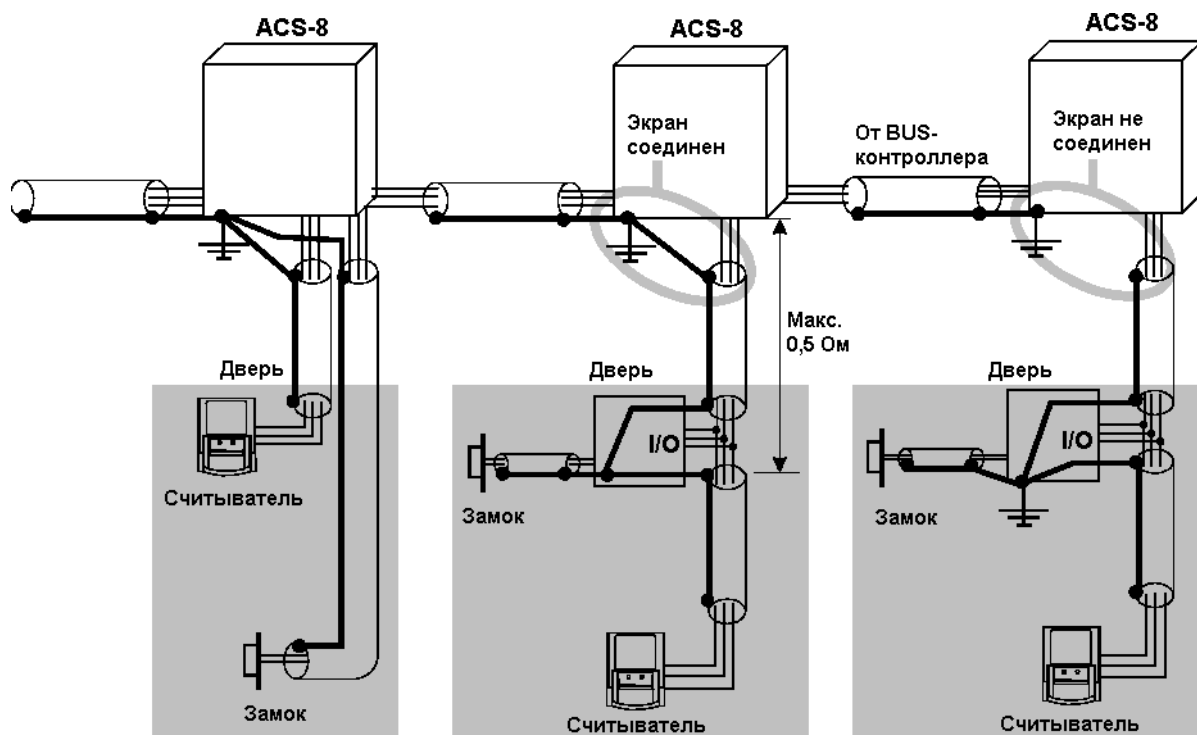 ACS-8
ACS-8
ACS-8
Экран
соединен
От BUS-
контроллера
Экран не
соединен
Макс.
0,5 Ом
Дверь
Дверь
Дверь
I/O
I/O
Считыватель
Замок
Замок
Замок
Считыватель
Считыватель